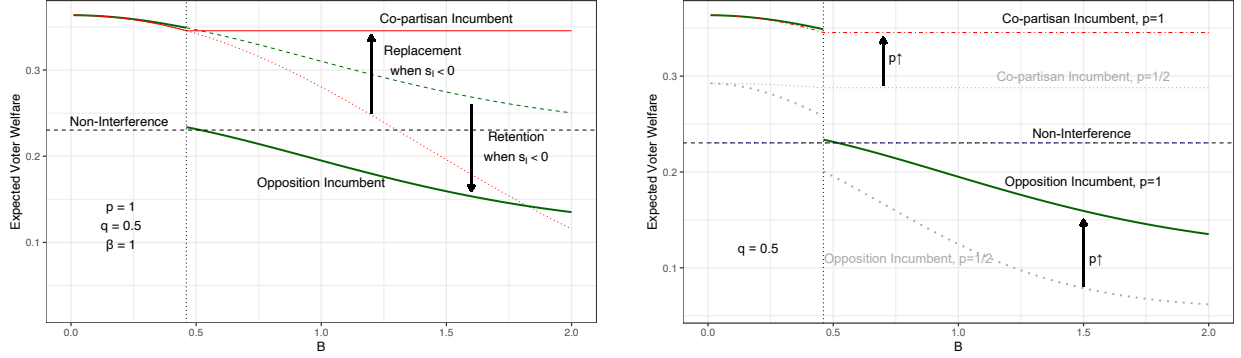 Co-partisan Incumbent
Replacement
when sᵢ < 0
Non-Interference
Retention
when sᵢ < 0
Opposition Incumbent
p = 1
q = 0.5
β = 1
Expected Voter Welfare
0.3
0.2
0.1
0.0
0.5
1.0
1.5
2.0
B
Co-partisan Incumbent, p=1
p↑
Co-partisan Incumbent, p=1/2
Non-Interference
Opposition Incumbent, p=1
q = 0.5
Opposition Incumbent, p=1/2
p↑
Expected Voter Welfare
0.3
0.2
0.1
0.0
0.5
1.0
1.5
2.0
B